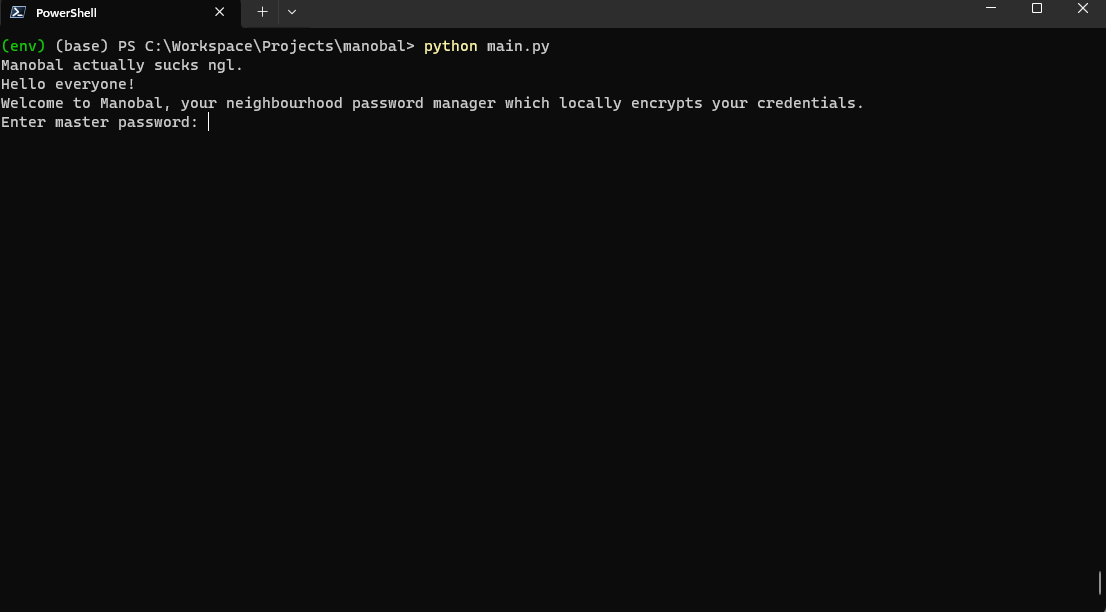 PowerShell
(env) (base) PS C:\Workspace\Projects\manobal> python main.py
Manobal actually sucks ngl.
Hello everyone!
Welcome to Manobal, your neighbourhood password manager which locally encrypts your credentials.
Enter master password: